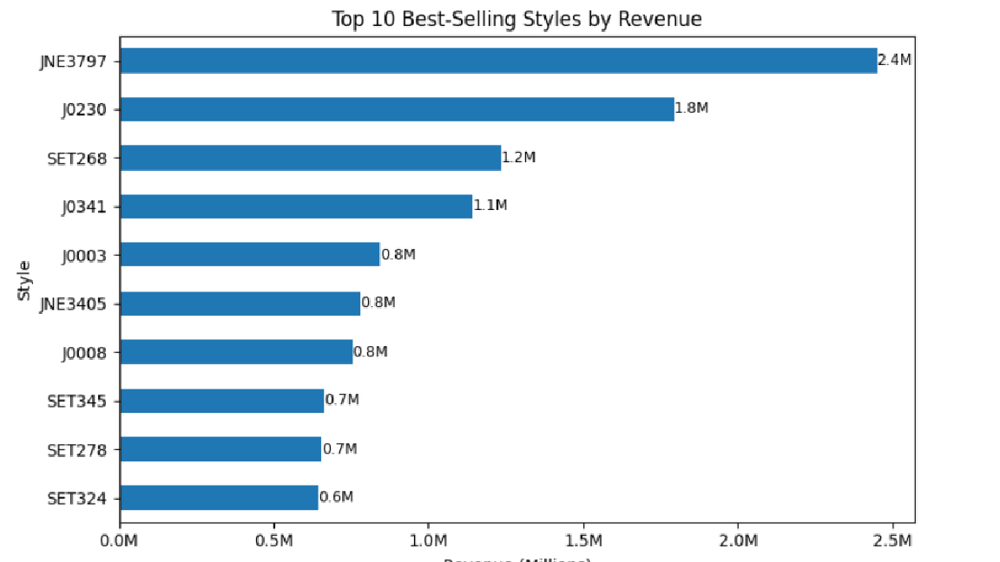 Top 10 Best-Selling Styles by Revenue
JNE3797 2.4M
J0230 1.8M
SET268 1.2M
J0341 1.1M
J0003 0.8M
Style
JNE3405 0.8M
J0008 0.8M
SET345 0.7M
SET278 0.7M
SET324 0.6M
0.0M 0.5M 1.0M 1.5M 2.0M 2.5M
Revenue (Millions)